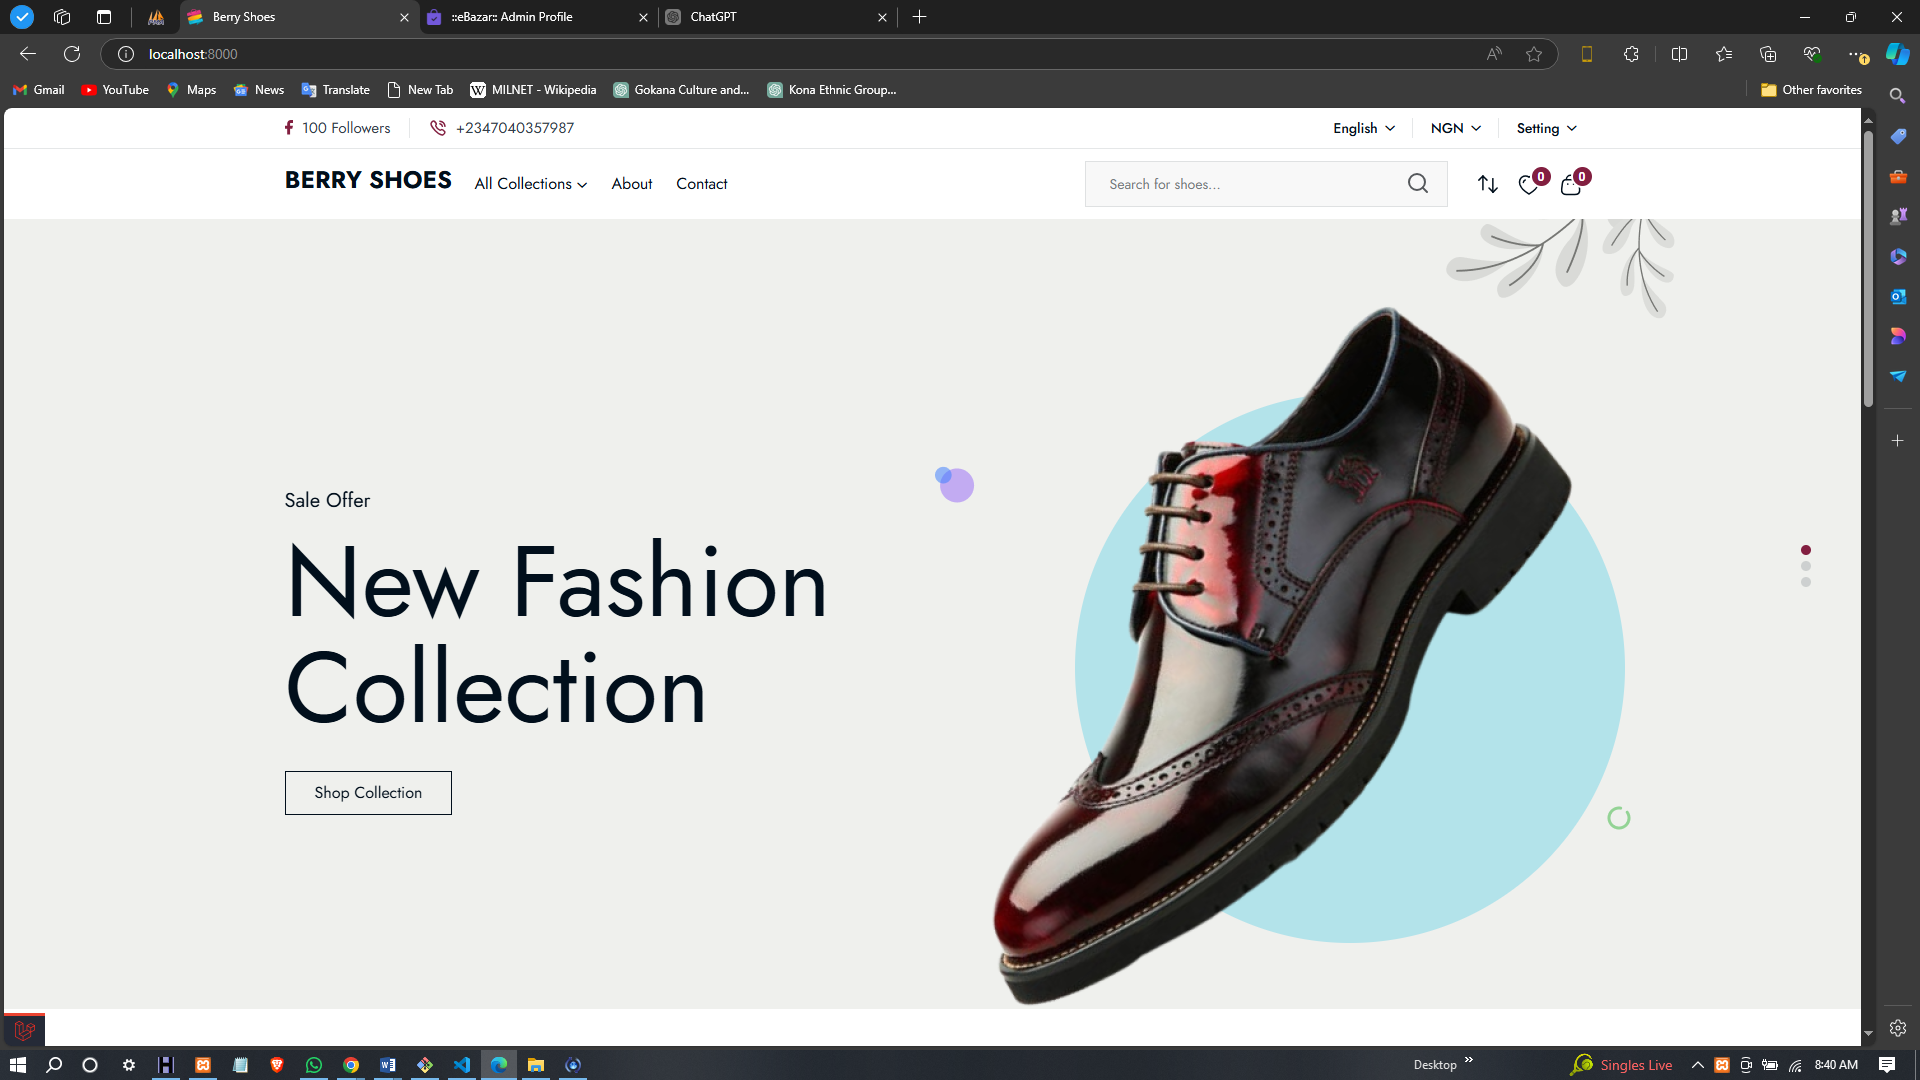 Berry Shoes
::eBazar:: Admin Profile
ChatGPT
localhost:8000
Gmail
YouTube
Maps
News
Translate
New Tab
MILNET - Wikipedia
Gokana Culture and...
Kona Ethnic Group...
Other favorites
100 Followers
+2347040357987
English
NGN
Setting
BERRY SHOES
All Collections
About
Contact
Search for shoes...
0
0
Sale Offer
New Fashion
Collection
Shop Collection
Desktop
Singles Live
8:40 AM